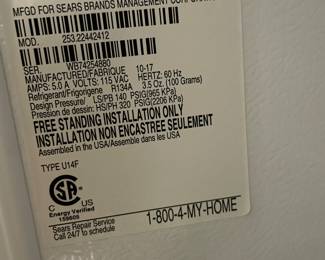 MFGD FOR SEARS BRANDS MANAGEMENT
MOD. 253.22442412
SER. WB74254880
MANUFACTURED/FABRIQUE 10-17
AMPS: 5.0 A VOLTS: 115 VAC HERTZ: 60 Hz
Refrigerant/Frigorigene R134A 3.5 Oz. (100 Grams)
Design Pressure/ LS/PB 140 PSIG(965 KPa)
Pression de dessin: HS/PH 320 PSIG(2206 KPa)
FREE STANDING INSTALLATION ONLY
INSTALLATION NON ENCASTREE SEULEMENT
Assembled in the USA/Assemble dans les USA
TYPE U14F
C US
Energy Verified
159605
Sears Repair Service
Call 24/7 to schedule
1-800-4-MY-HOME